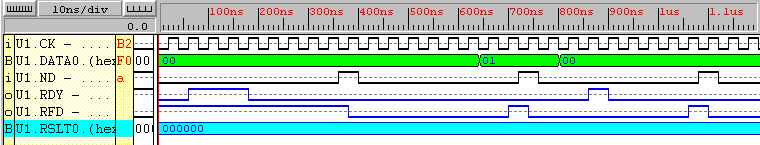 10ns/div
0.0
100ns 200ns 300ns 400ns 500ns 600ns 700ns 800ns 900ns 1us 1.1us
i U1.CK - ..... B2
B U1.DATA0.(hex F0 000 00 01 00
i U1.ND - ..... a
o U1.RDY - .....
o U1.RFD - .....
B U1.RSLT0.(hex 000 000000